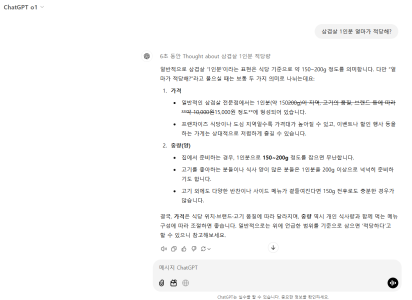 ChatGPT o1
삼겹살 1인분 얼마가 적당해?
6초 동안 Thought about 삼겹살 1인분 적당량
일반적으로 삼겹살 '1인분'이라는 표현은 식당 기준으로 약 150~200g 정도를 의미합니다. 다만 "얼
마가 적당해?"라고 물으실 때는 보통 두 가지 의미로 나뉘는데요:
1. 가격
• 일반적인 삼겹살 전문점에서는 1인분(약 150200g)이 지역, 고기의 품질, 브랜드 등에 따라
**약 10,000원15,000원 정도**에 형성되어 있습니다.
• 프랜차이즈 식당이나 도심 지역일수록 가격대가 높아질 수 있고, 이벤트나 할인 행사 등을
하는 가게는 상대적으로 저렴하게 즐길 수 있습니다.
2. 중량(양)
• 집에서 준비하는 경우, 1인분으로 150~200g 정도를 잡으면 무난합니다.
• 고기를 좋아하는 분들이나 식사 양이 많은 분들은 1인분을 200g 이상으로 넉넉히 준비하
기도 합니다.
• 고기 외에도 다양한 반찬이나 사이드 메뉴가 곁들여진다면 150g 전후로도 충분한 경우가
많습니다.
결국, 가격은 식당 위치·브랜드·고기 품질에 따라 달라지며, 중량 역시 개인 식사량과 함께 먹는 메뉴
구성에 따라 조절하면 좋습니다. 일반적으로는 위에 언급한 범위를 기준으로 삼으면 '적당하다'고
할 수 있으니 참고해보세요.
메시지 ChatGPT
ChatGPT는 실수를 할 수 있습니다. 중요한 정보를 확인하세요.